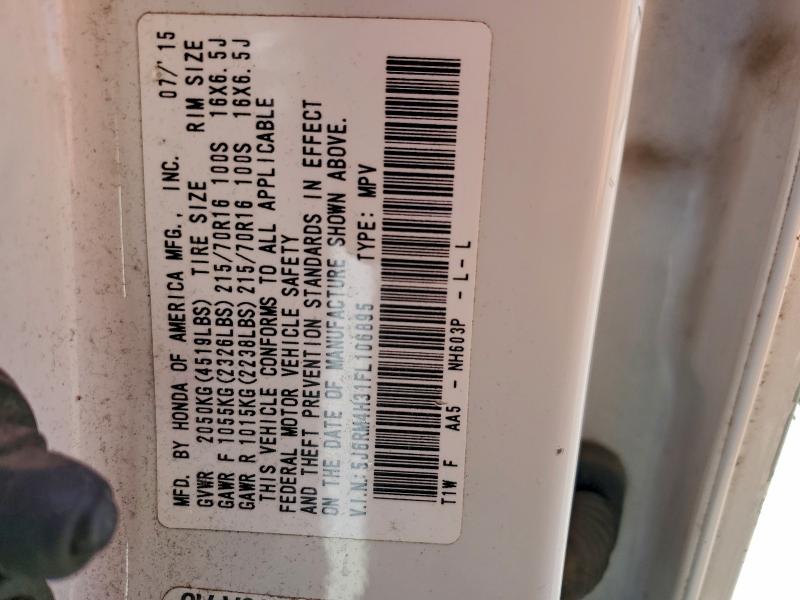 MFD. BY HONDA OF AMERICA MFG., INC. 07/'15
GVWR 2050KG(4519LBS) TIRE SIZE RIM SIZE
GAWR F 1055KG(2326LBS) 215/70R16 100S 16X6.5J
GAWR R 1015KG(2238LBS) 215/70R16 100S 16X6.5J
THIS VEHICLE CONFORMS TO ALL APPLICABLE
FEDERAL MOTOR VEHICLE SAFETY
AND THEFT PREVENTION STANDARDS IN EFFECT
ON THE DATE OF MANUFACTURE SHOWN ABOVE.
V.I.N.:5J6RM4H31FL106895 TYPE: MPV
T1W F AA5 - NH603P - L - L